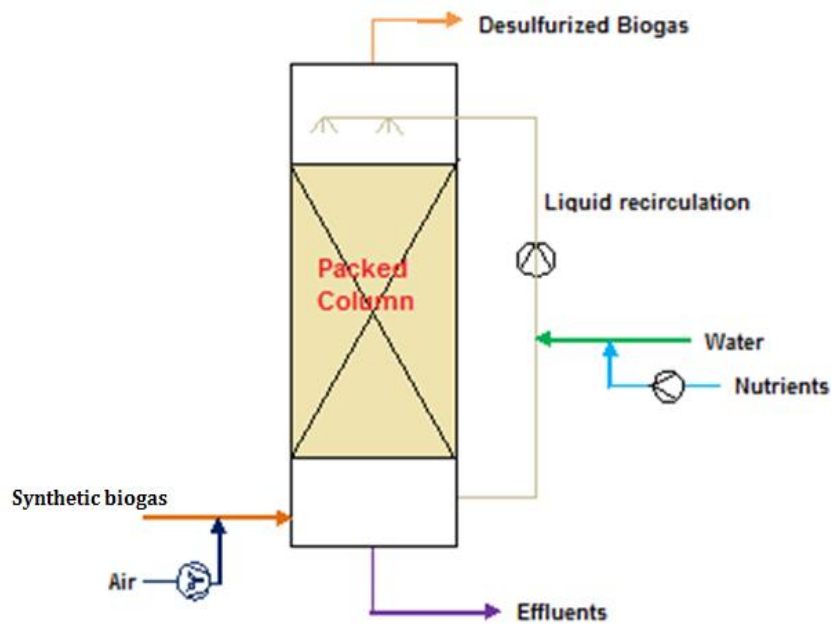 Desulfurized Biogas
Liquid recirculation
Packed
Column
Water
Nutrients
Synthetic biogas
Air
Effluents